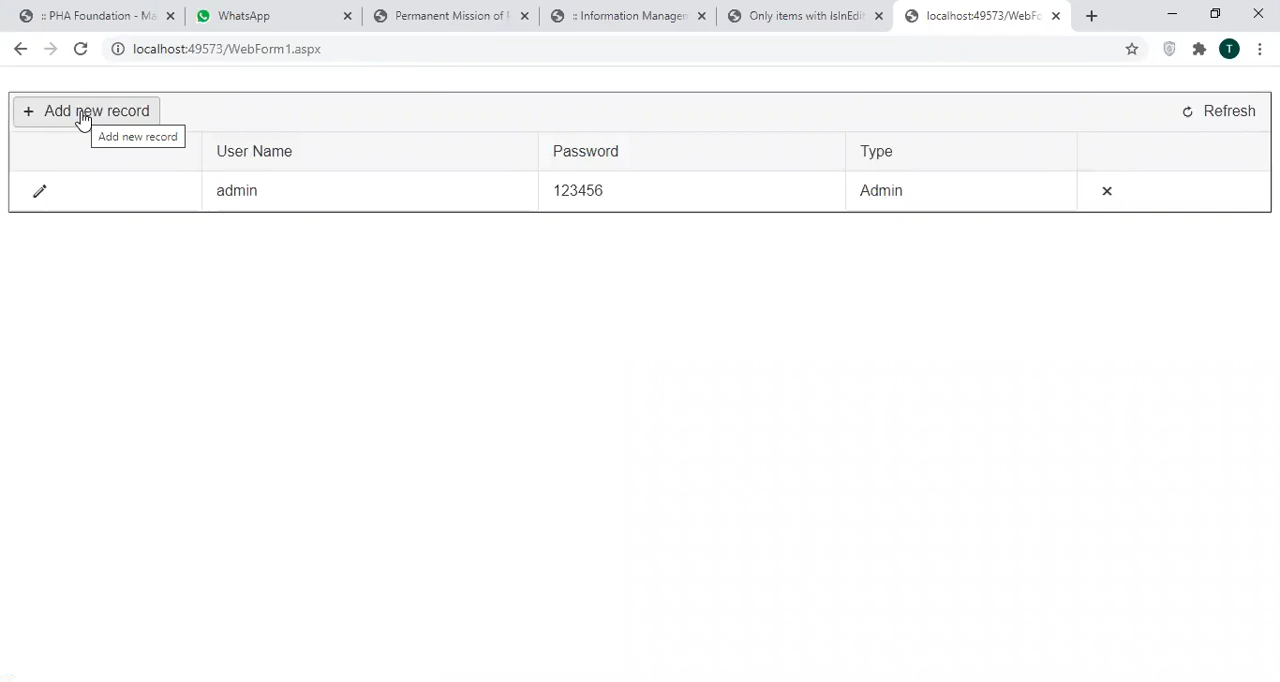 :: PHA Foundation - Ma
WhatsApp
Permanent Mission of
:: Information Managem
Only items with IsInEdit
localhost:49573/WebFo
localhost:49573/WebForm1.aspx
T
+ Add new record
Refresh
Add new record
User Name
Password
Type
admin
123456
Admin